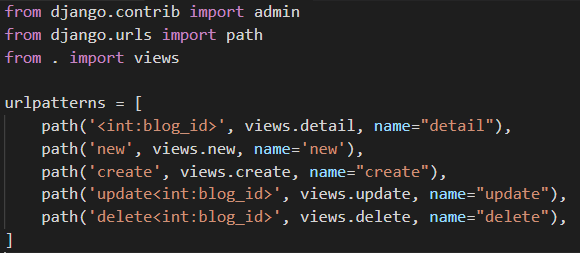 from django.contrib import admin
from django.urls import path
from . import views

urlpatterns = [
    path('<int:blog_id>', views.detail, name="detail"),
    path('new', views.new, name='new'),
    path('create', views.create, name="create"),
    path('update<int:blog_id>', views.update, name="update"),
    path('delete<int:blog_id>', views.delete, name="delete"),
]